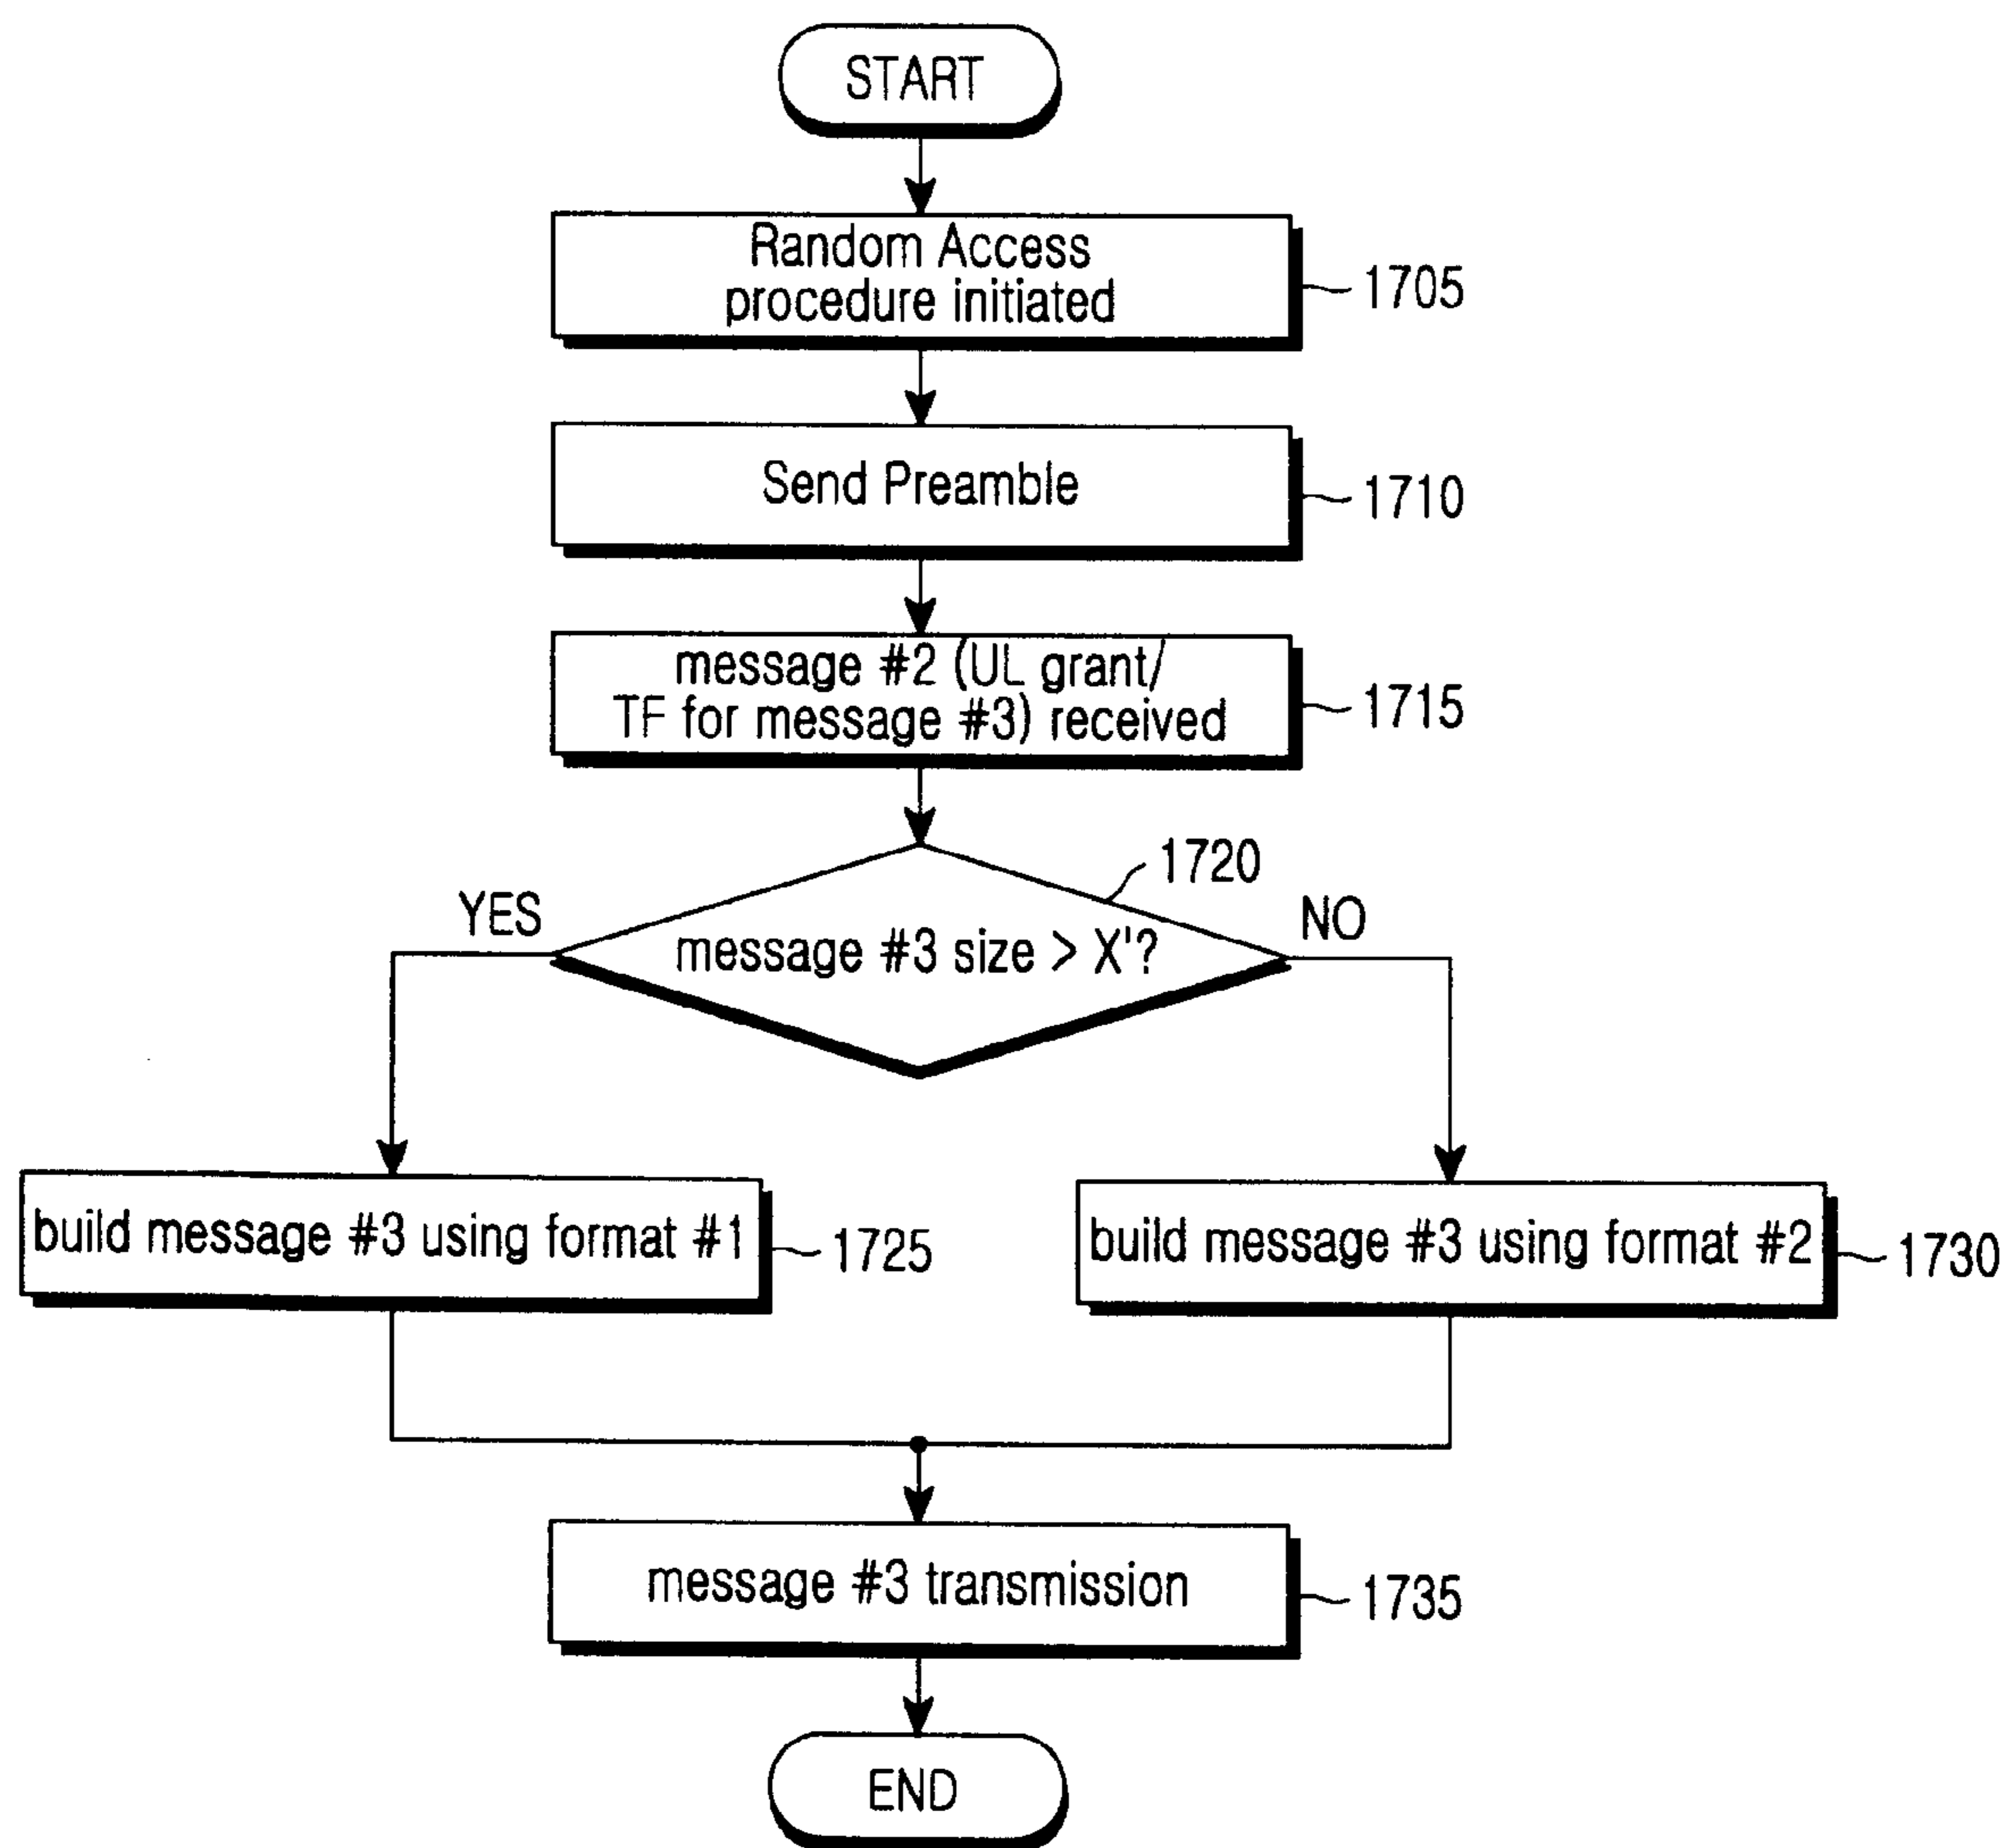 START
Random Access
procedure initiated
1705
Send Preamble
1710
message #2 (UL grant/
TF for message #3) received
1715
1720
YES
message #3 size > X'?
NO
build message #3 using format #1
1725
build message #3 using format #2
1730
message #3 transmission
1735
END